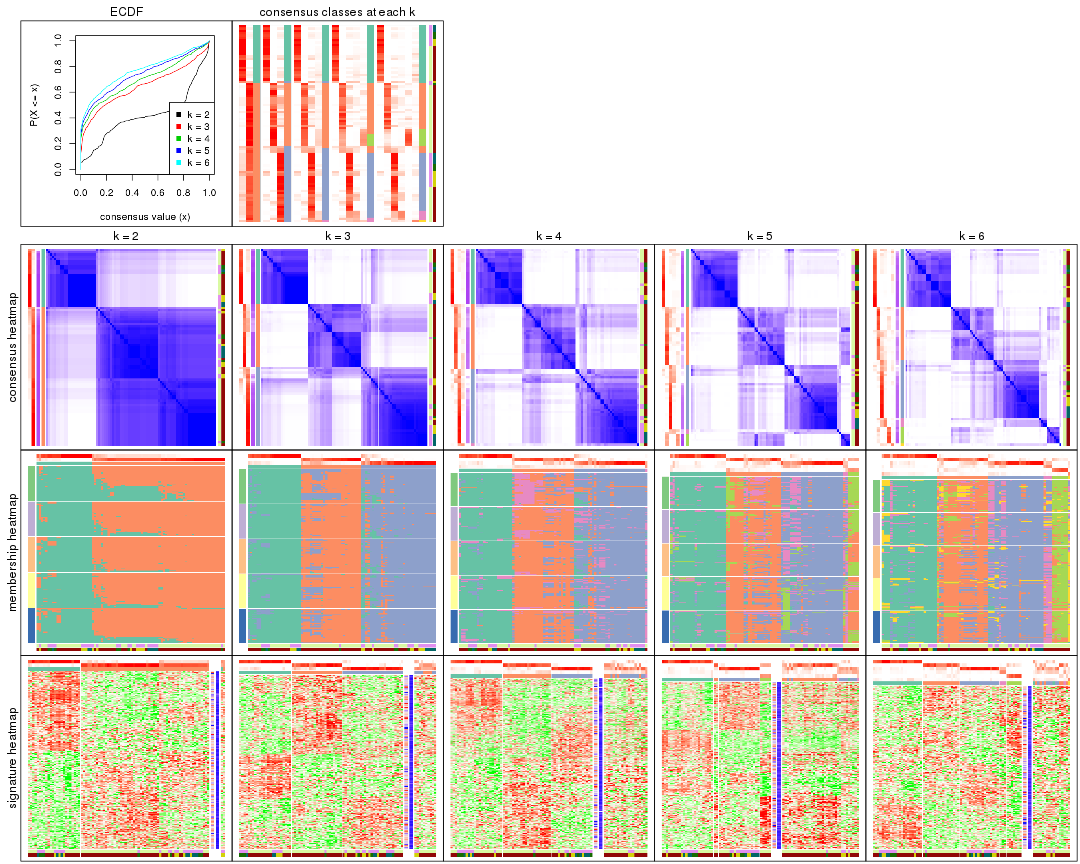 ECDF
consensus classes at each k
P(X <= x)
0.0 0.2 0.4 0.6 0.8 1.0
k = 2
k = 3
k = 4
k = 5
k = 6
0.0 0.2 0.4 0.6 0.8 1.0
consensus value (x)
k = 2
k = 3
k = 4
k = 5
k = 6
consensus heatmap
membership heatmap
signature heatmap